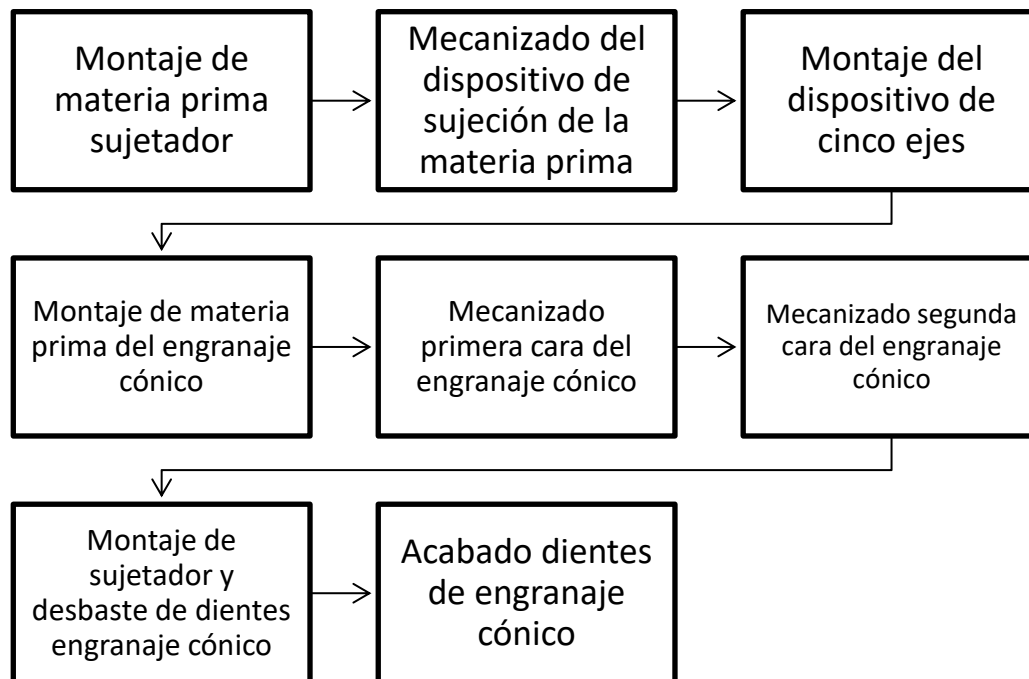 Montaje de
materia prima
sujetador
Mecanizado del
dispositivo de
sujeción de la
materia prima
Montaje del
dispositivo de
cinco ejes
Montaje de materia
prima del engranaje
cónico
Mecanizado
primera cara del
engranaje cónico
Mecanizado segunda
cara del engranaje
cónico
Montaje de
sujetador y
desbaste de dientes
engranaje cónico
Acabado dientes
de engranaje
cónico